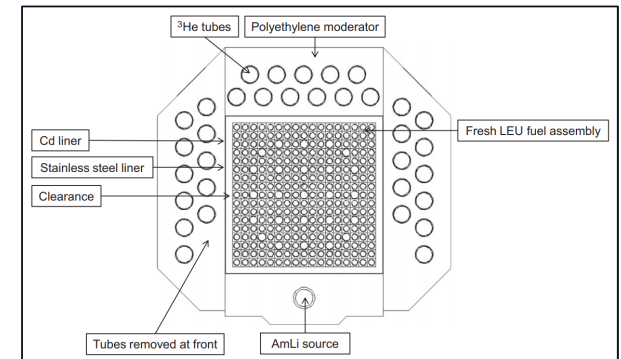 ³He tubes
Polyethylene moderator
Cd liner
Fresh LEU fuel assembly
Stainless steel liner
Clearance
Tubes removed at front
AmLi source